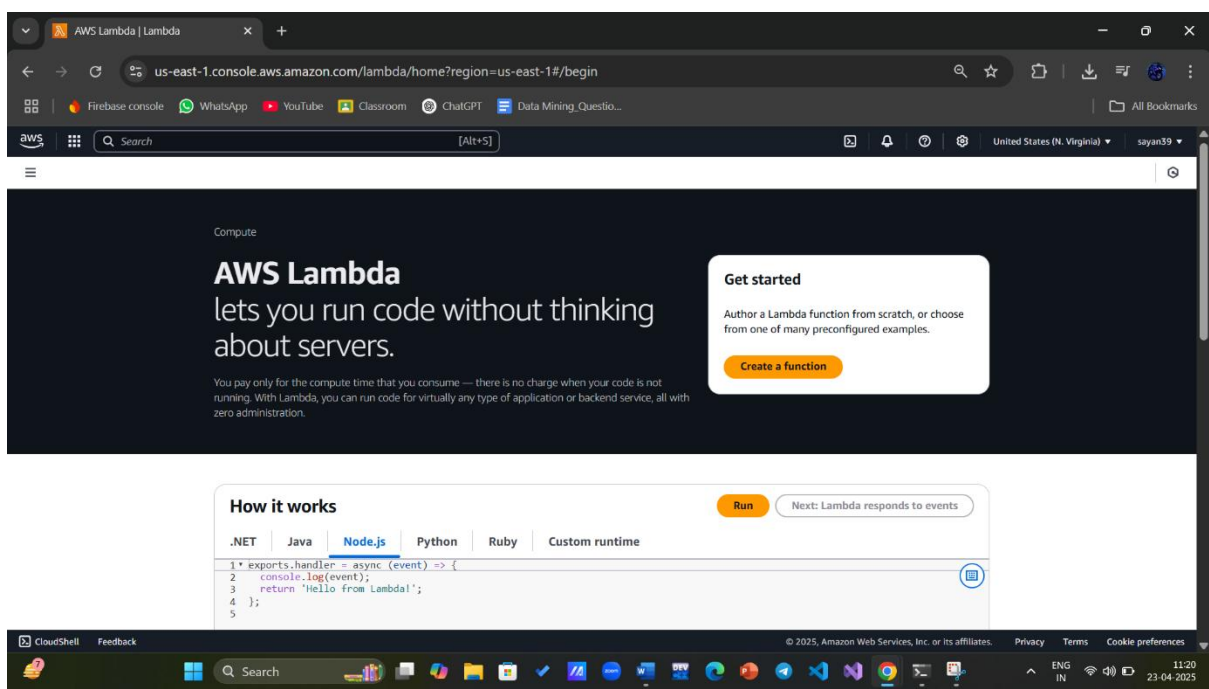 AWS Lambda | Lambda
us-east-1.console.aws.amazon.com/lambda/home?region=us-east-1#/begin
Firebase console WhatsApp YouTube Classroom ChatGPT Data Mining_Questio... All Bookmarks
aws Search [Alt+S] United States (N. Virginia) sayan39
Compute
AWS Lambda
lets you run code without thinking
about servers.
You pay only for the compute time that you consume — there is no charge when your code is not
running. With Lambda, you can run code for virtually any type of application or backend service, all with
zero administration.
Get started
Author a Lambda function from scratch, or choose
from one of many preconfigured examples.
Create a function
How it works Run Next: Lambda responds to events
.NET Java Node.js Python Ruby Custom runtime
1 exports.handler = async (event) => {
2 console.log(event);
3 return 'Hello from Lambda!';
4 };
5
CloudShell Feedback © 2025, Amazon Web Services, Inc. or its affiliates. Privacy Terms Cookie preferences
7 Search ENG 11:20
IN 23-04-2025